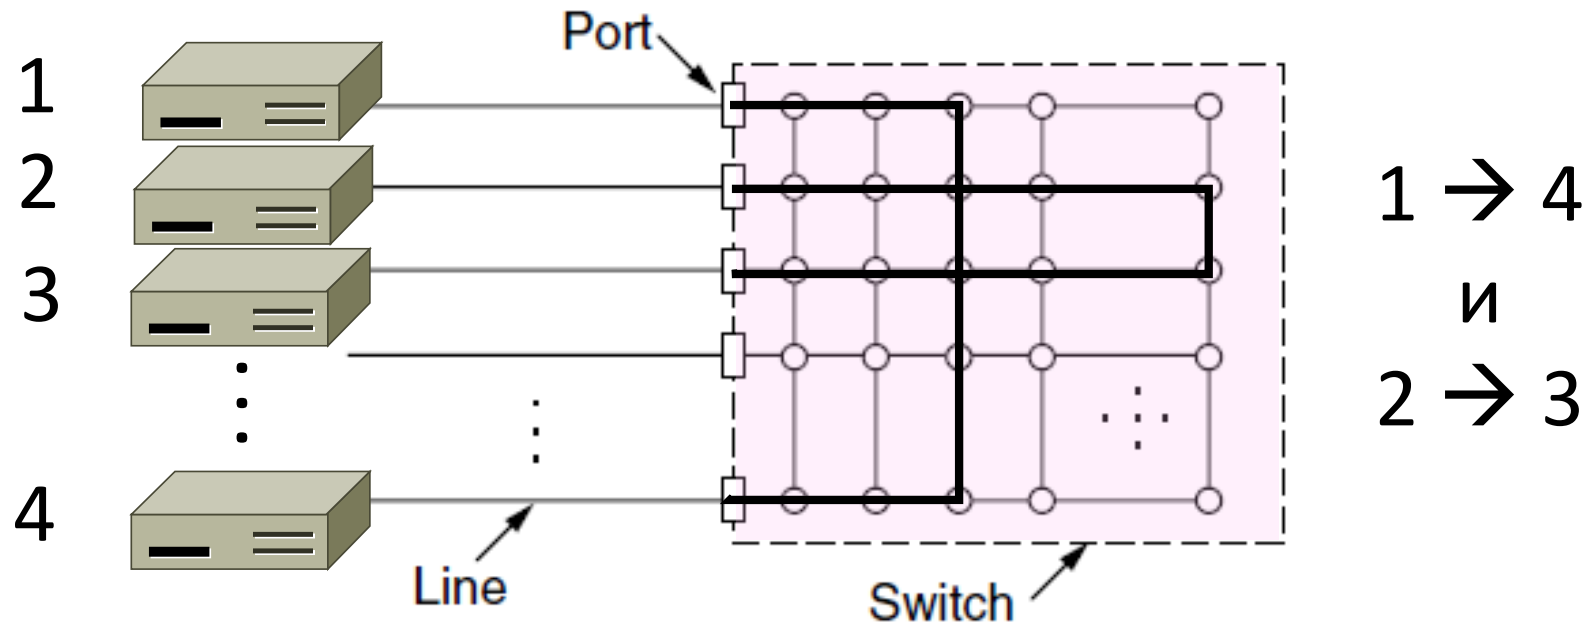 Port
1
2
3
4
Line
Switch
1 → 4
и
2 → 3